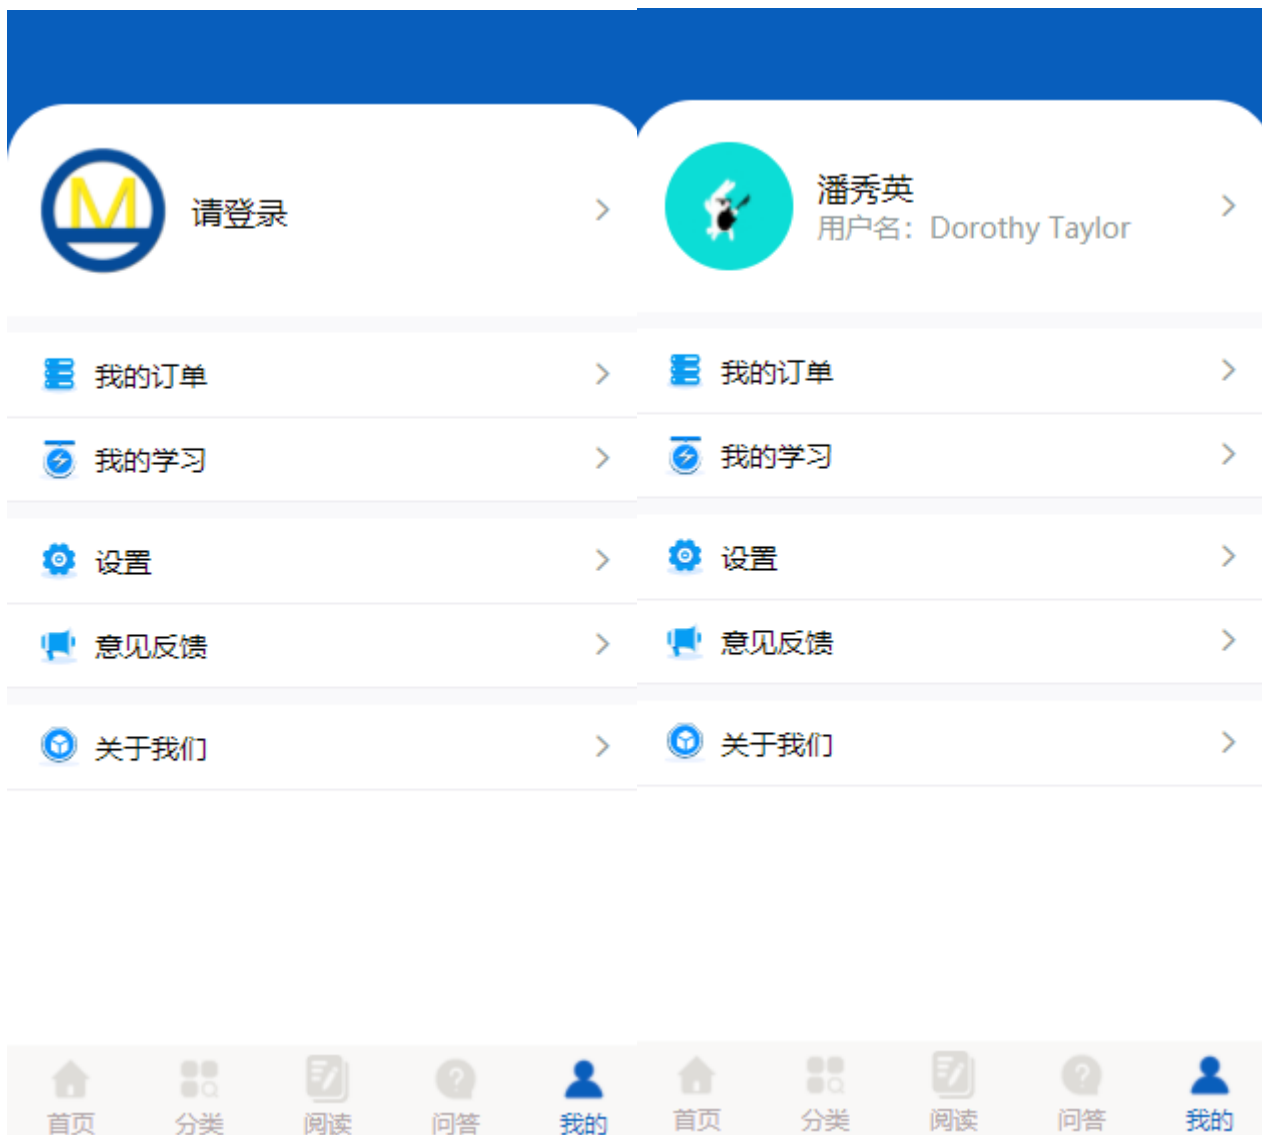 M
请登录
我的订单
我的学习
设置
意见反馈
关于我们
首页
分类
阅读
问答
我的
潘秀英
用户名：Dorothy Taylor
我的订单
我的学习
设置
意见反馈
关于我们
首页
分类
阅读
问答
我的